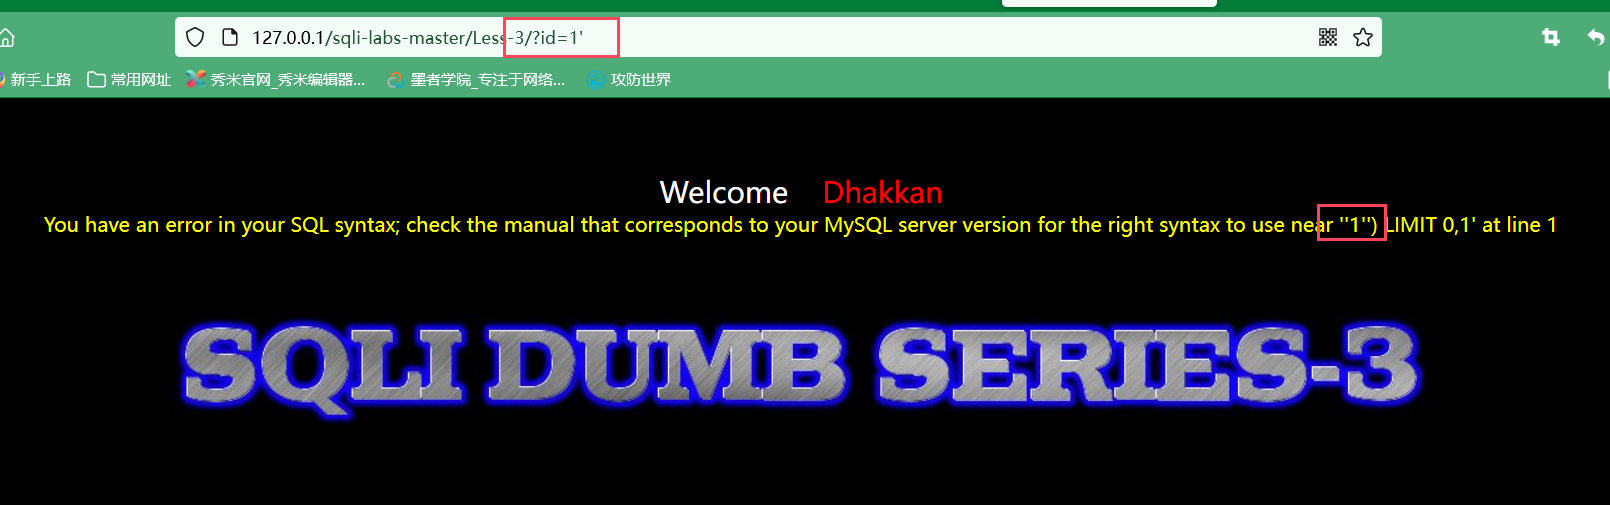 127.0.0.1/sqli-labs-master/Less-3/?id=1'
新手上路 常用网址 秀米官网_秀米编辑器... 墨者学院_专注于网络... 攻防世界
Welcome Dhakkan
You have an error in your SQL syntax; check the manual that corresponds to your MySQL server version for the right syntax to use near ''1'') LIMIT 0,1' at line 1
SQLI DUMB SERIES-3